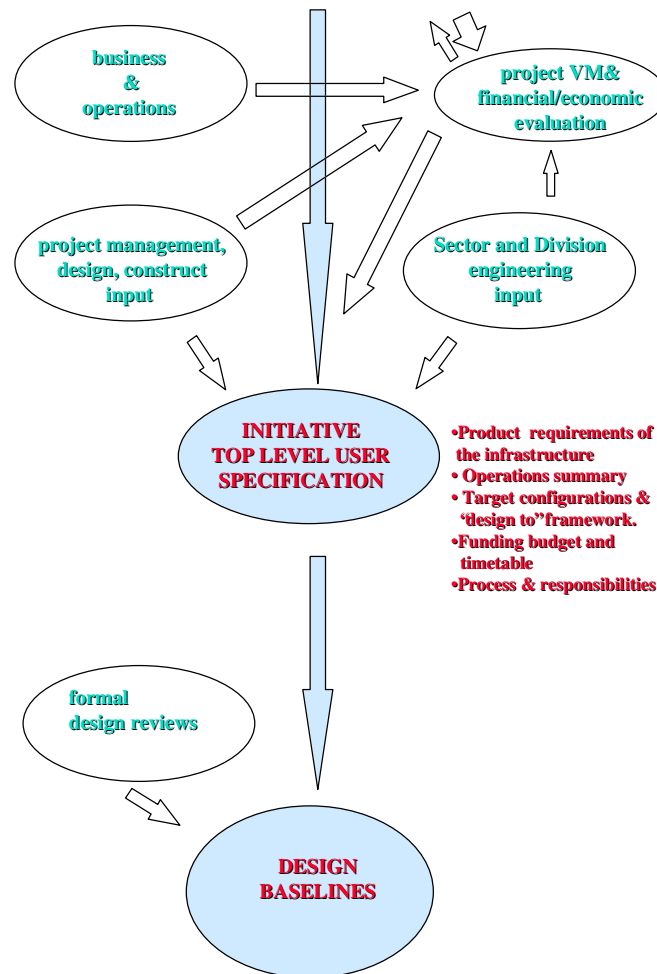 business
&
operations
project VM&
financial/economic
evaluation
project management,
design, construct
input
Sector and Division
engineering
input
INITIATIVE
TOP LEVEL USER
SPECIFICATION
•Product requirements of
the infrastructure
• Operations summary
• Target configurations &
“design to” framework.
•Funding budget and
timetable
•Process & responsibilities
formal
design reviews
DESIGN
BASELINES